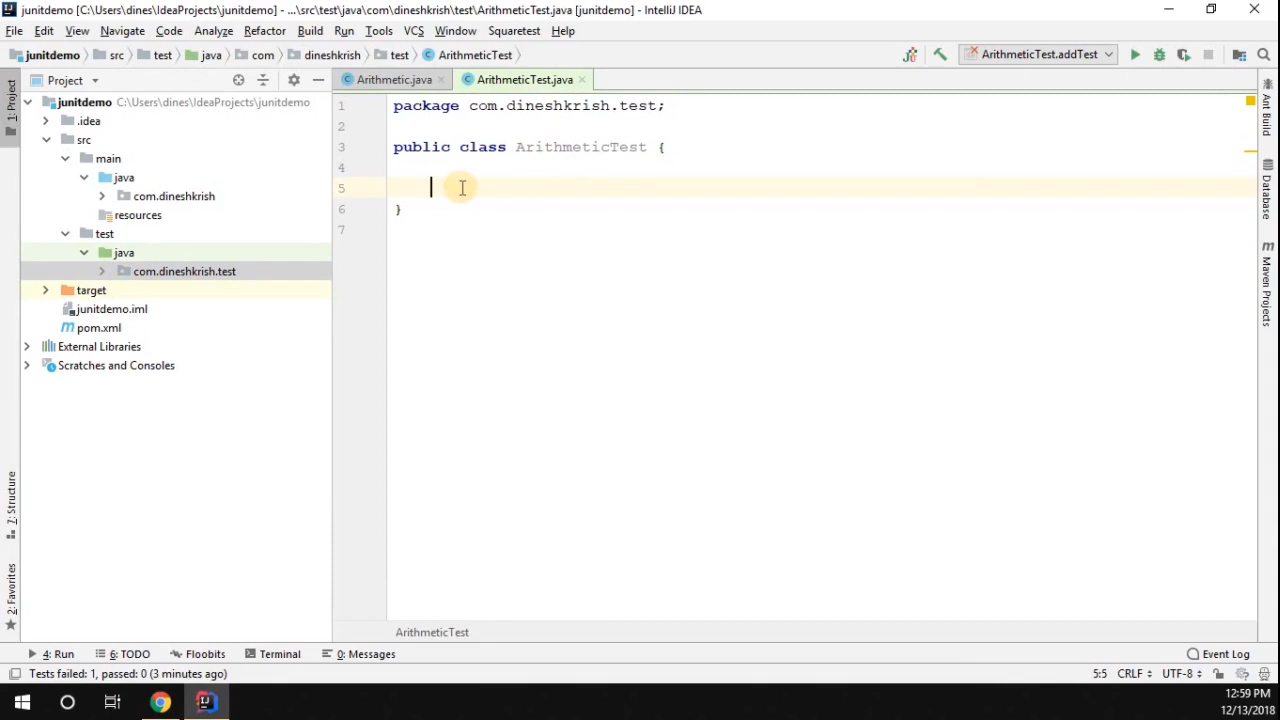 junitdemo [C:\Users\dines\IdeaProjects\junitdemo] - ...\src\test\java\com\dineshkrish\test\ArithmeticTest.java [junitdemo] - IntelliJ IDEA
File Edit View Navigate Code Analyze Refactor Build Run Tools VCS Window Squaretest Help
junitdemo src test java com dineshkrish test ArithmeticTest ArithmeticTest.addTest
1: Project
Project
Arithmetic.java
ArithmeticTest.java
junitdemo C:\Users\dines\IdeaProjects\junitdemo
.idea
src
main
java
com.dineshkrish
resources
test
java
com.dineshkrish.test
target
junitdemo.iml
pom.xml
External Libraries
Scratches and Consoles
1 package com.dineshkrish.test;
2
3 public class ArithmeticTest {
4
5
6 }
7
Ant Build
Database
Maven Projects
7: Structure
2: Favorites
ArithmeticTest
4: Run 6: TODO Floobits Terminal 0: Messages Event Log
Tests failed: 1, passed: 0 (3 minutes ago) 5:5 CRLF UTF-8
12:59 PM
12/13/2018